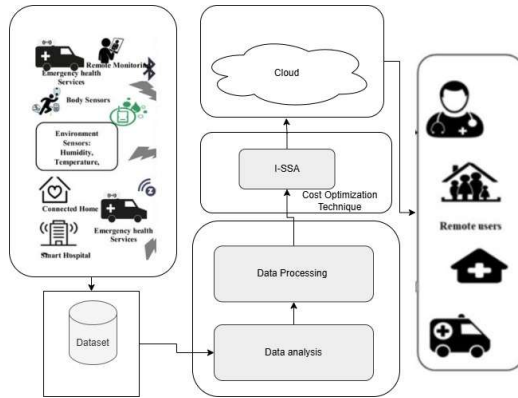 Remote Monitoring
Emergency health
Services
Body Sensors
Environment
Sensors:
Humidity,
Temperature,
Connected Home
Emergency health
Services
Smart Hospital
Dataset
Cloud
I-SSA
Cost Optimization
Technique
Data Processing
Data analysis
Remote users